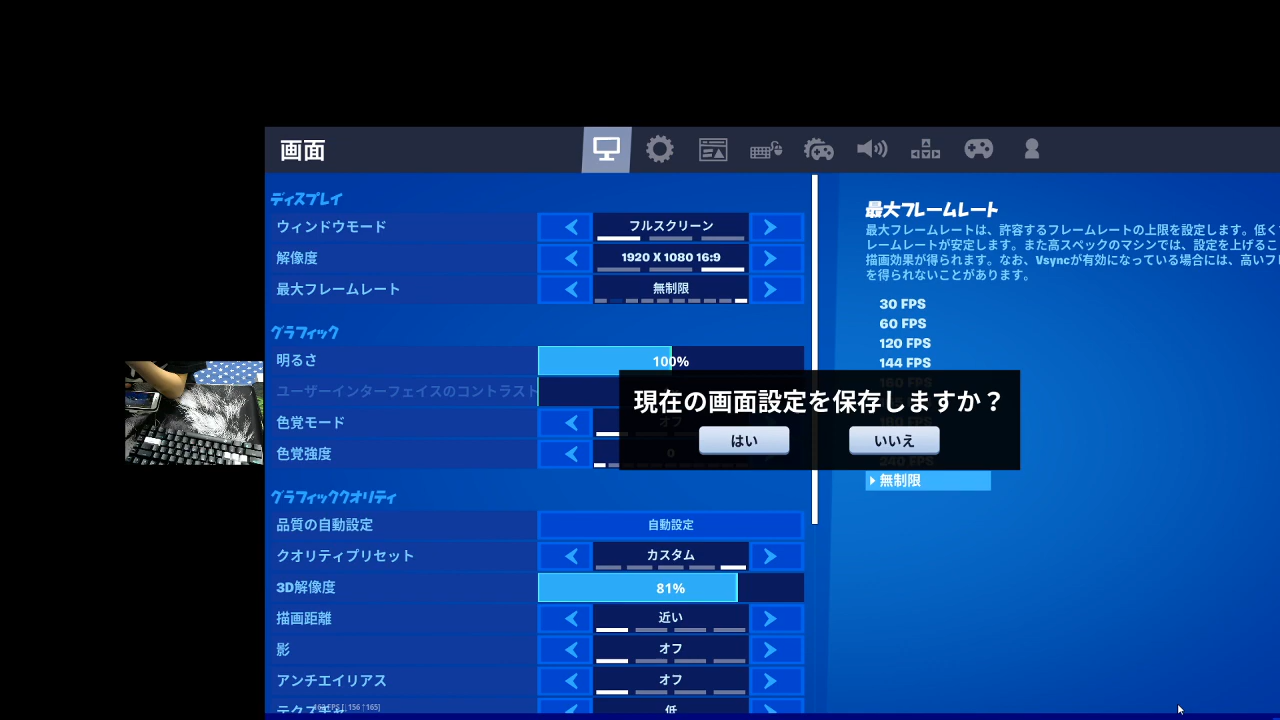 画面
ディスプレイ
ウィンドウモード
フルスクリーン
解像度
1920 X 1080 16:9
最大フレームレート
無制限
グラフィック
明るさ
100%
ユーザーインターフェイスのコントラスト
色覚モード
オフ
色覚強度
0
グラフィッククオリティ
品質の自動設定
自動設定
クオリティプリセット
カスタム
3D解像度
81%
描画距離
近い
影
オフ
アンチエイリアス
オフ
低
最大フレームレート
最大フレームレートは、許容するフレームレートの上限を設定します。低く
レームレートが安定します。また高スペックのマシンでは、設定を上げるこ
描画効果が得られます。なお、Vsyncが有効になっている場合には、高いフレ
を得られないことがあります。
30 FPS
60 FPS
120 FPS
144 FPS
160 FPS
240 FPS
無制限
現在の画面設定を保存しますか？
はい
いいえ